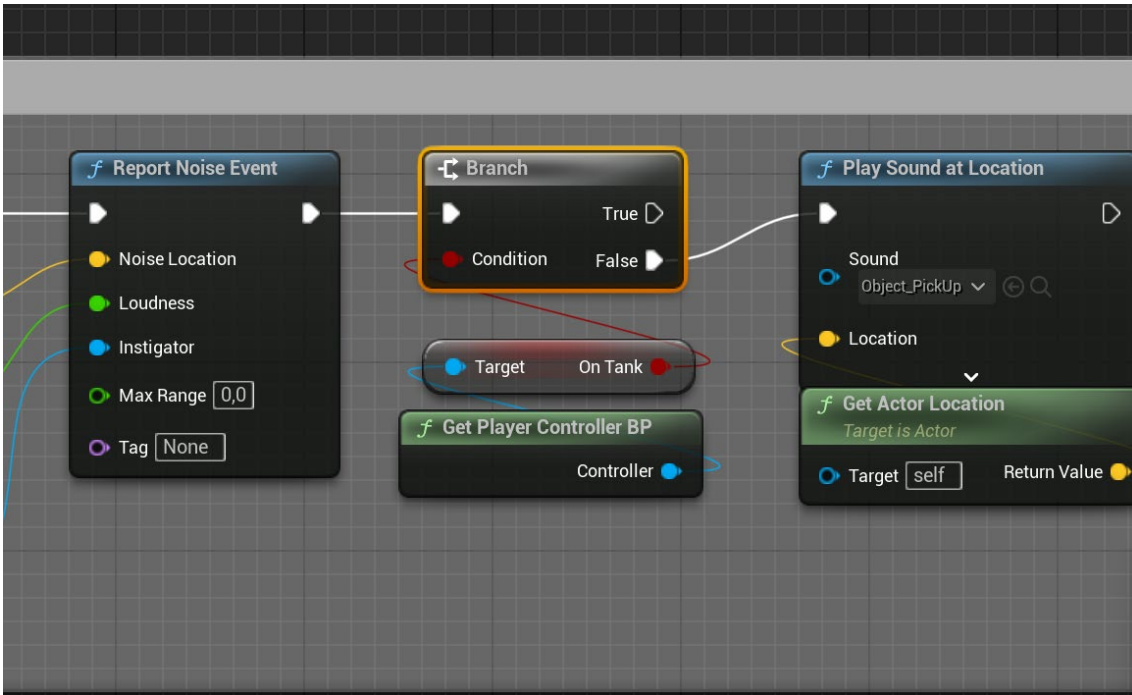 f Report Noise Event
Noise Location
Loudness
Instigator
Max Range 0,0
Tag None
Branch
True
Condition False
Target On Tank
f Get Player Controller BP
Controller
f Play Sound at Location
Sound
Object_PickUp
Location
f Get Actor Location
Target is Actor
Target self Return Value